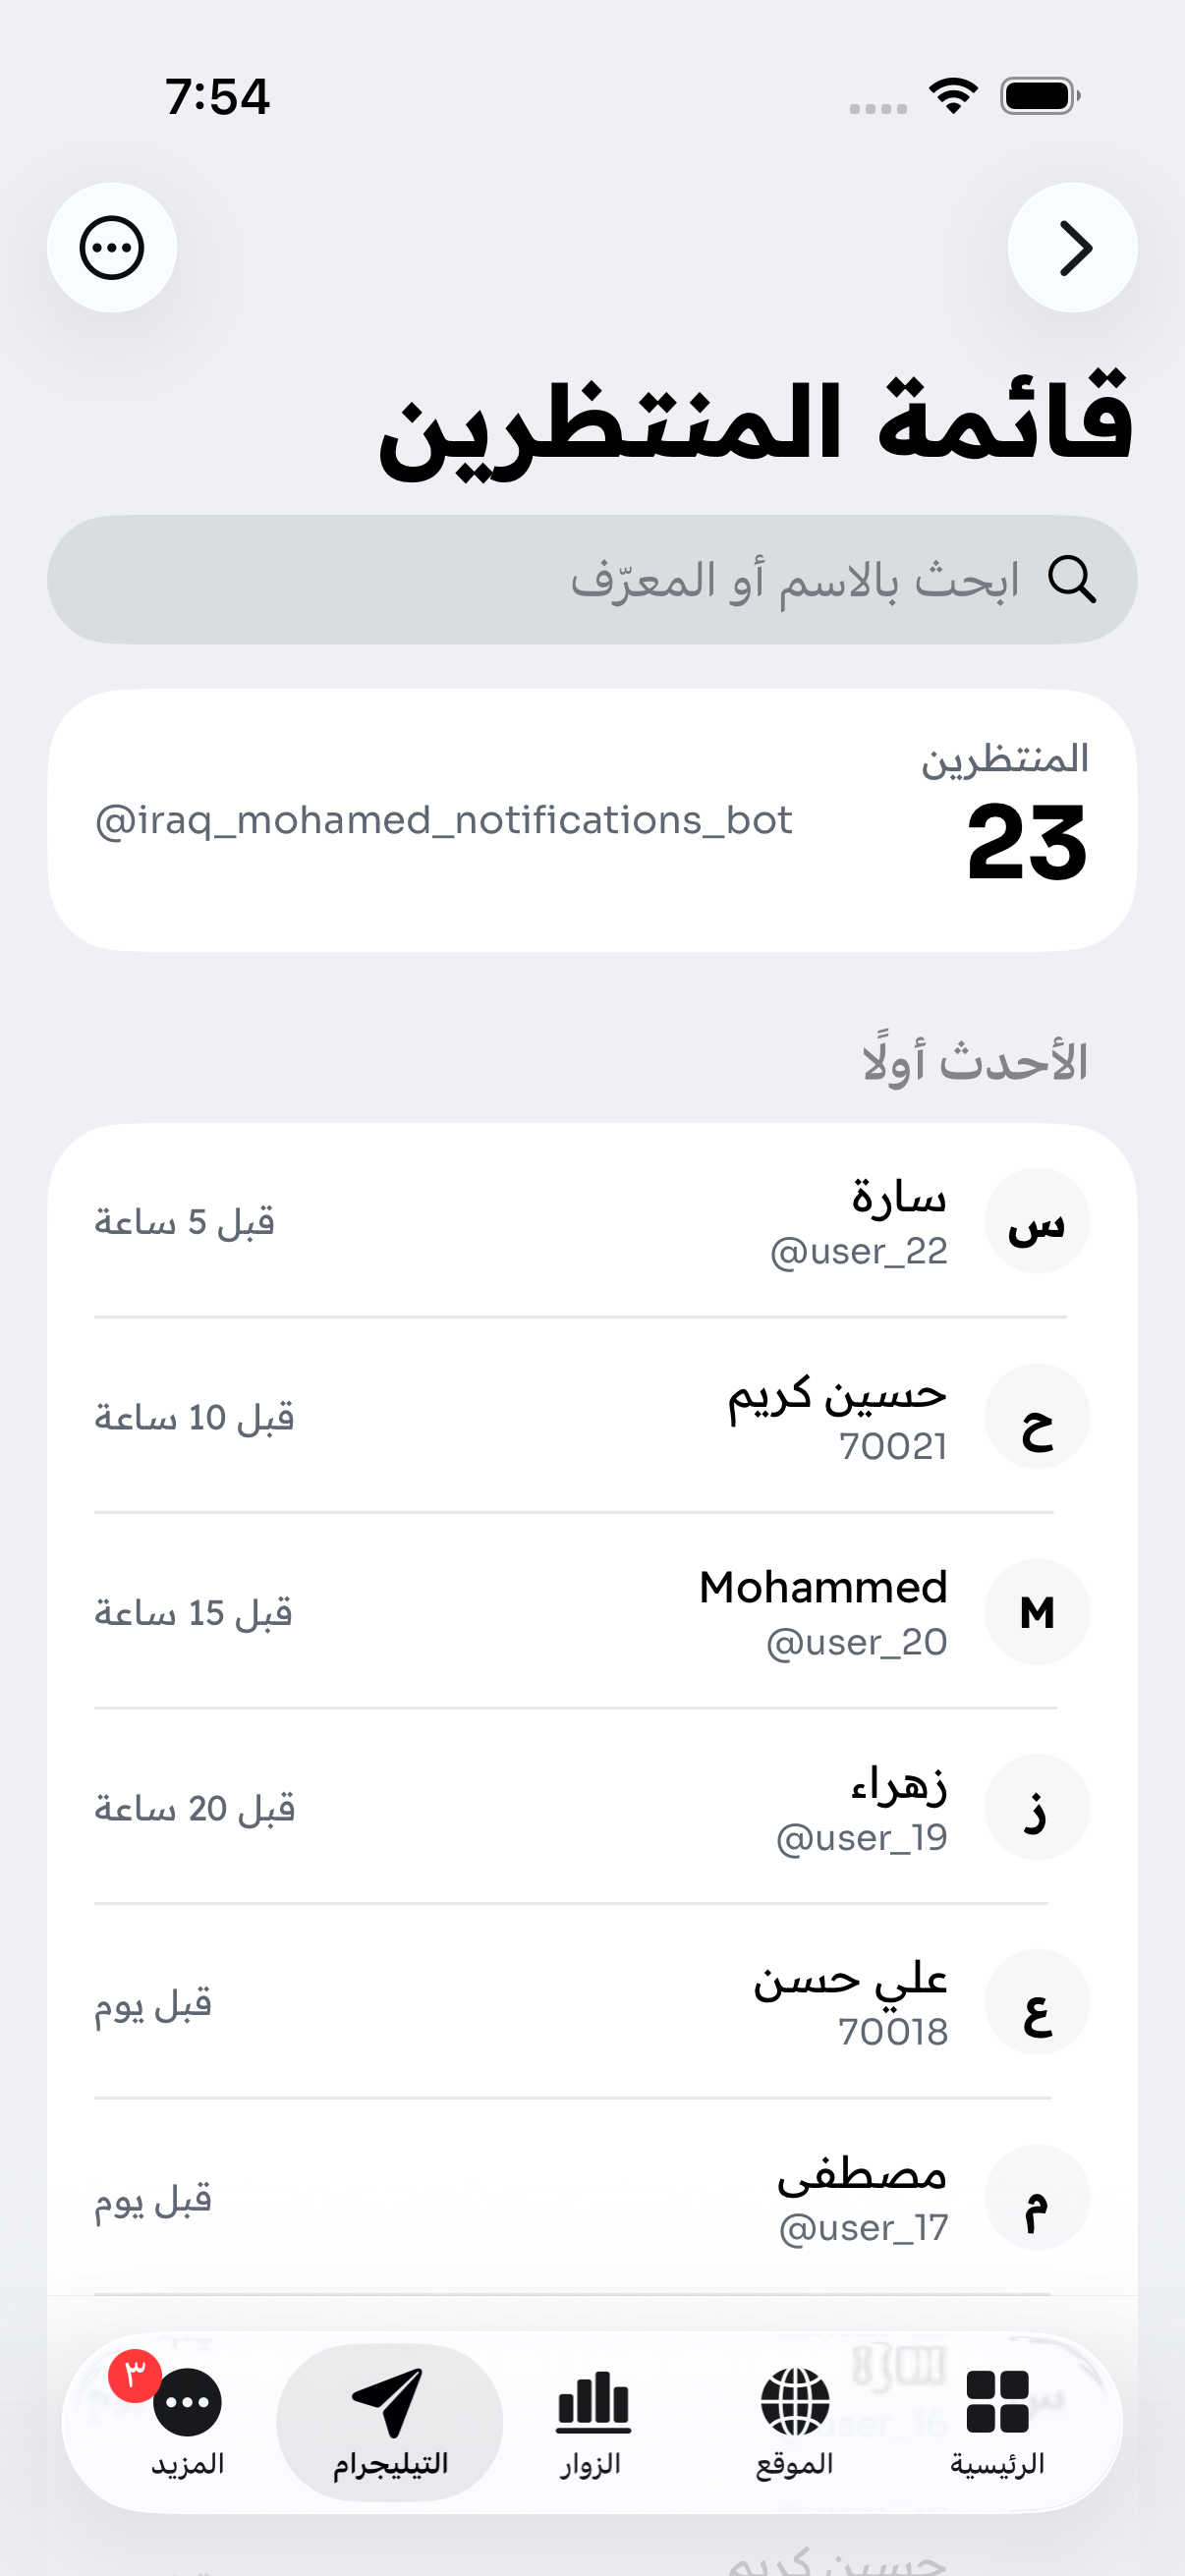 7:54
قائمة المنتظرين
ابحث بالاسم أو المعرّف
المنتظرين
23
@iraq_mohamed_notifications_bot
الأحدث أولًا
س
سارة
@user_22
قبل 5 ساعة
ح
حسين كريم
70021
قبل 10 ساعة
M
Mohammed
@user_20
قبل 15 ساعة
ز
زهراء
@user_19
قبل 20 ساعة
ع
علي حسن
70018
قبل يوم
م
مصطفى
@user_17
قبل يوم
الرئيسية
الموقع
الزوار
التيليجرام
المزيد
٣
حسين كريم